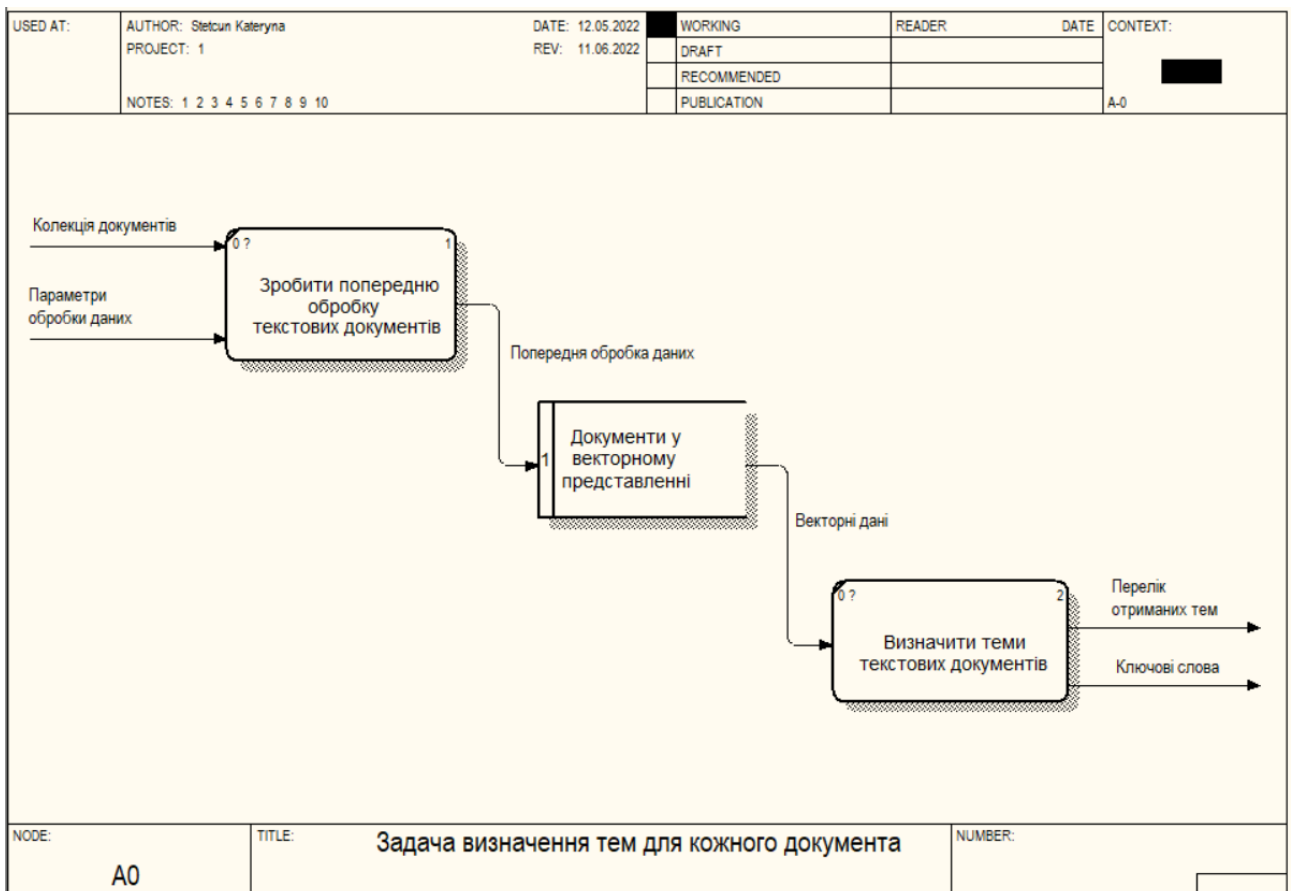 USED AT:
AUTHOR: Stetcun Kateryna
DATE: 12.05.2022
WORKING
READER
DATE
CONTEXT:
PROJECT: 1
REV: 11.06.2022
DRAFT
RECOMMENDED
NOTES: 1 2 3 4 5 6 7 8 9 10
PUBLICATION
A-0
Колекція документів
0 ?
1
Параметри
обробки даних
Зробити попередню
обробку
текстових документів
Попередня обробка даних
1
Документи у
векторному
представленні
Векторні дані
0 ?
2
Визначити теми
текстових документів
Перелік
отриманих тем
Ключові слова
NODE:
A0
TITLE:
Задача визначення тем для кожного документа
NUMBER: